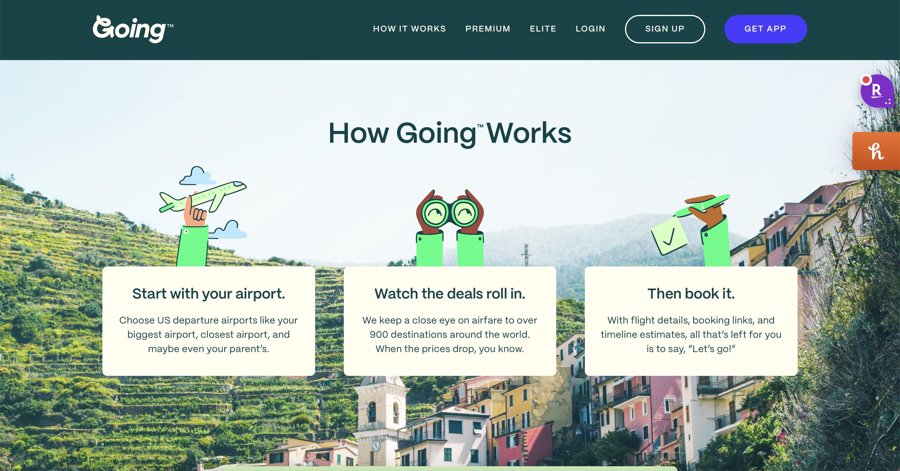 Going™
HOW IT WORKS
PREMIUM
ELITE
LOGIN
SIGN UP
GET APP
How Going™ Works
Start with your airport.
Choose US departure airports like your
biggest airport, closest airport, and
maybe even your parent's.
Watch the deals roll in.
We keep a close eye on airfare to over
900 destinations around the world.
When the prices drop, you know.
Then book it.
With flight details, booking links, and
timeline estimates, all that's left for you
is to say, "Let's go!"
R
h